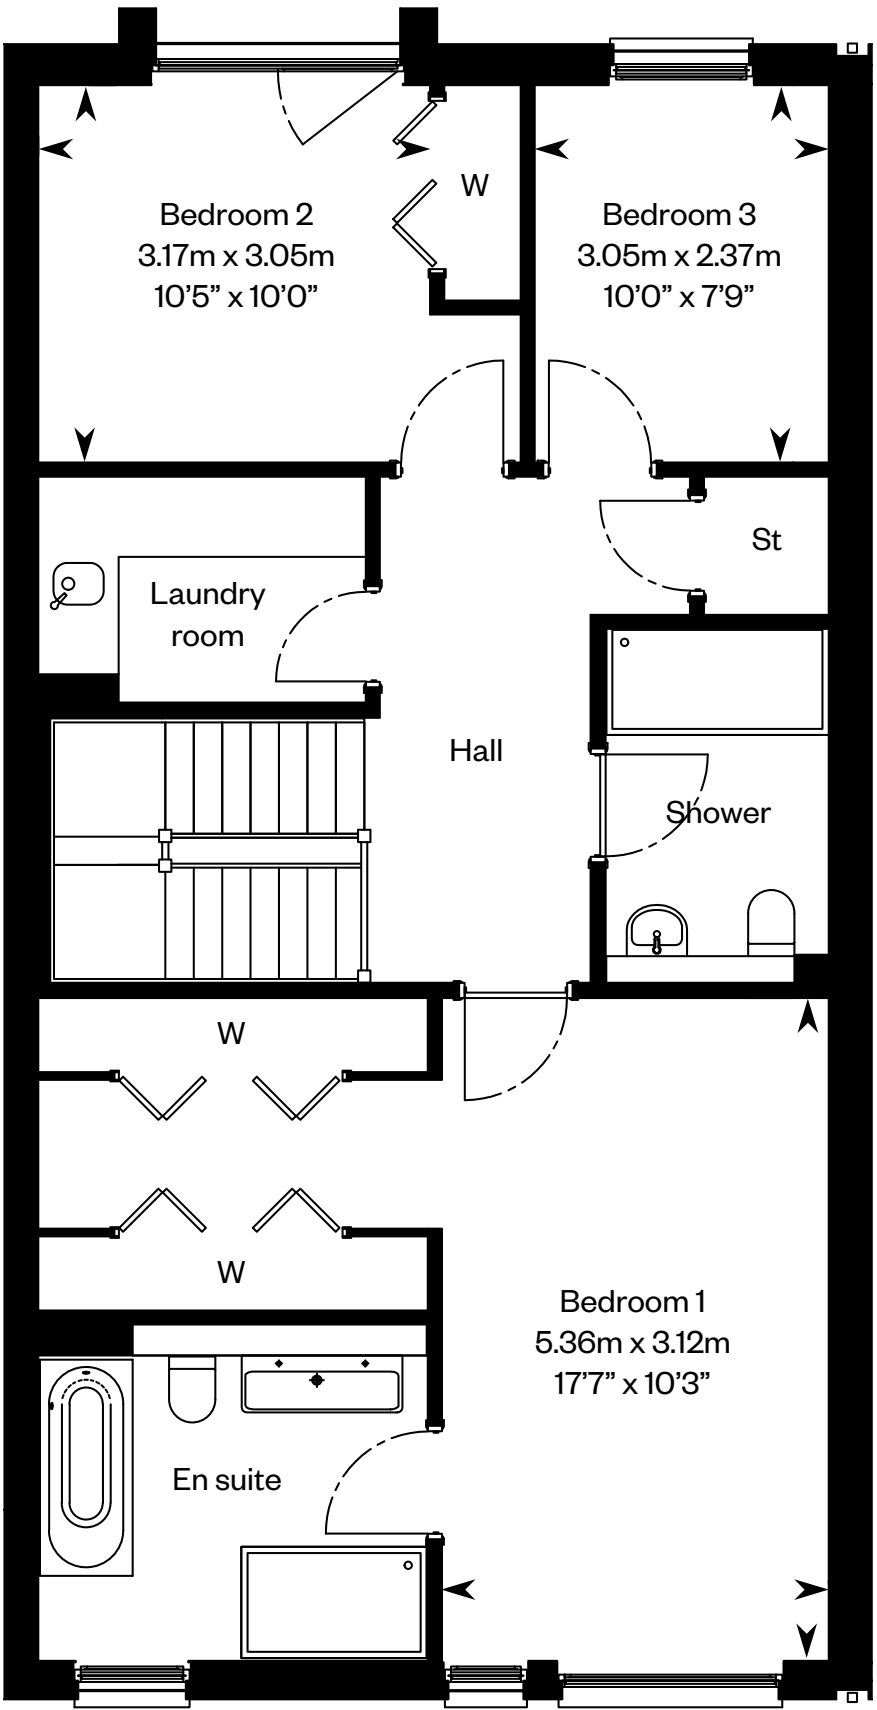 Bedroom 2
3.17m x 3.05m
10’5” x 10’0”
W
Bedroom 3
3.05m x 2.37m
10’0” x 7’9”
St
Laundry
room
Hall
Shower
W
W
Bedroom 1
5.36m x 3.12m
17’7” x 10’3”
En suite